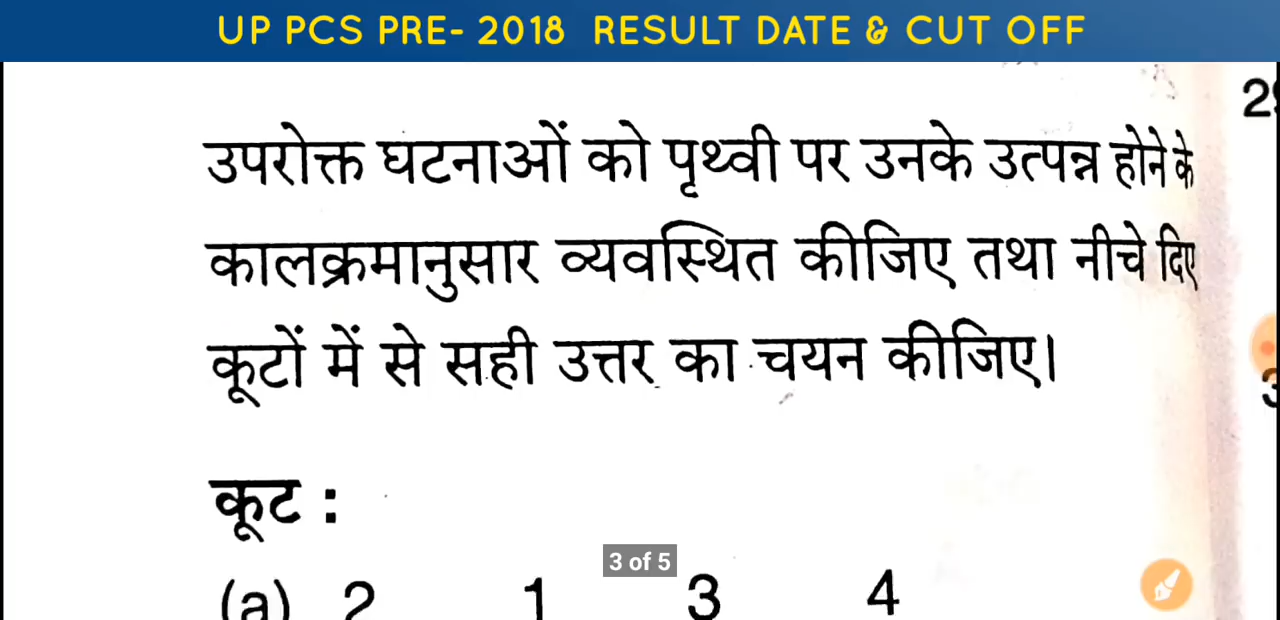 UP PCS PRE- 2018 RESULT DATE & CUT OFF
उपरोक्त घटनाओं को पृथ्वी पर उनके उत्पन्न होने के
कालक्रमानुसार व्यवस्थित कीजिए तथा नीचे दिए
कूटों में से सही उत्तर का चयन कीजिए।
कूट :
3 of 5
(a) 2 1 3 4